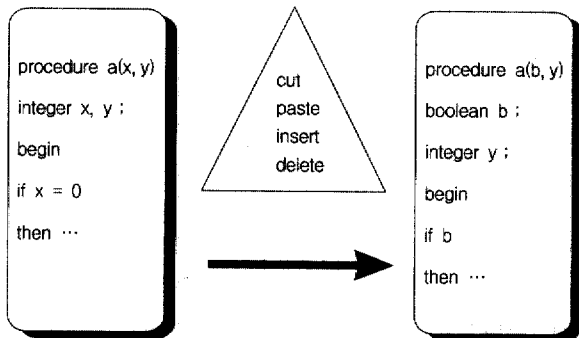 procedure a(x, y)
integer x, y ;
begin
if x = 0
then ⋯
cut
paste
insert
delete
procedure a(b, y)
boolean b ;
integer y ;
begin
if b
then ⋯